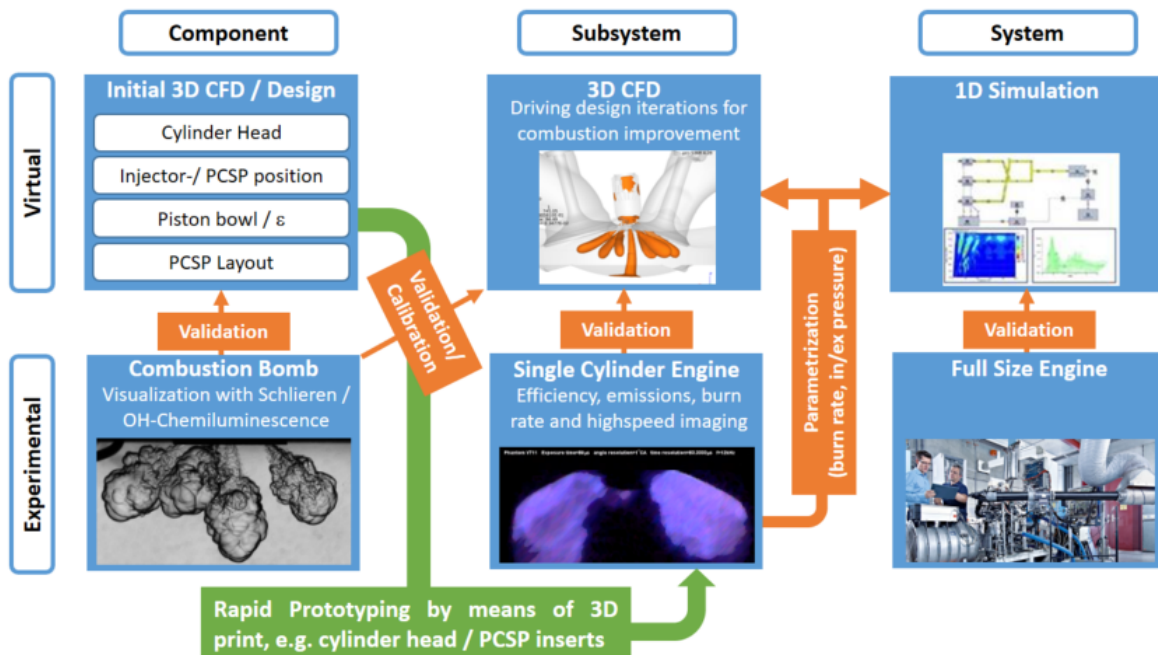 Component
Subsystem
System
Virtual
Initial 3D CFD / Design
Cylinder Head
Injector-/ PCSP position
Piston bowl / ε
PCSP Layout
3D CFD
Driving design iterations for
combustion improvement
1D Simulation
Validation
Validation/
Calibration
Validation
Parametrization
(burn rate, in/ex pressure)
Validation
Experimental
Combustion Bomb
Visualization with Schlieren /
OH-Chemiluminescence
Single Cylinder Engine
Efficiency, emissions, burn
rate and highspeed imaging
Full Size Engine
Rapid Prototyping by means of 3D
print, e.g. cylinder head / PCSP inserts